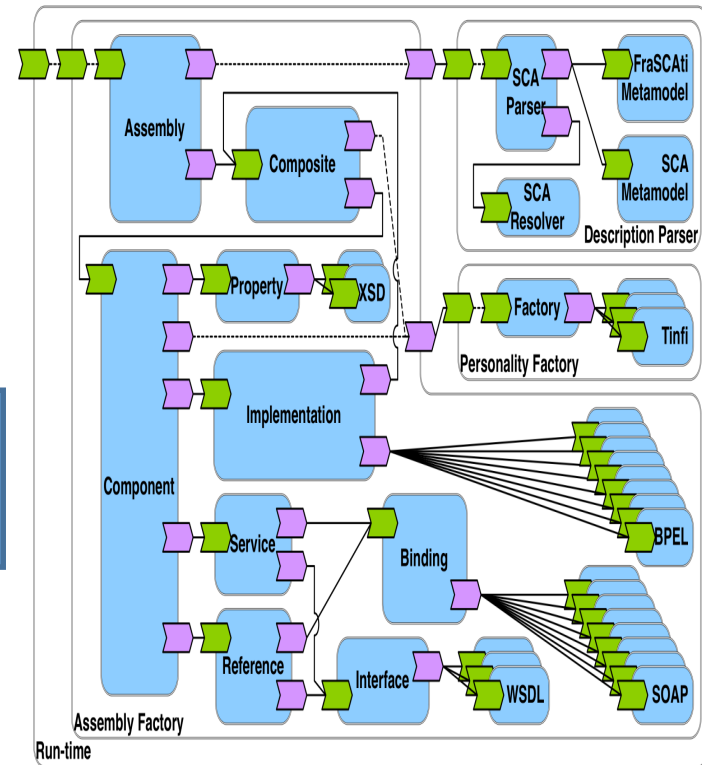 Assembly
Composite
SCA
Parser
FraSCAti
Metamodel
SCA
Metamodel
SCA
Resolver
Description Parser
Property
XSD
Factory
Tinfi
Personality Factory
Implementation
Component
BPEL
Service
Binding
Reference
Interface
WSDL
SOAP
Assembly Factory
Run-time